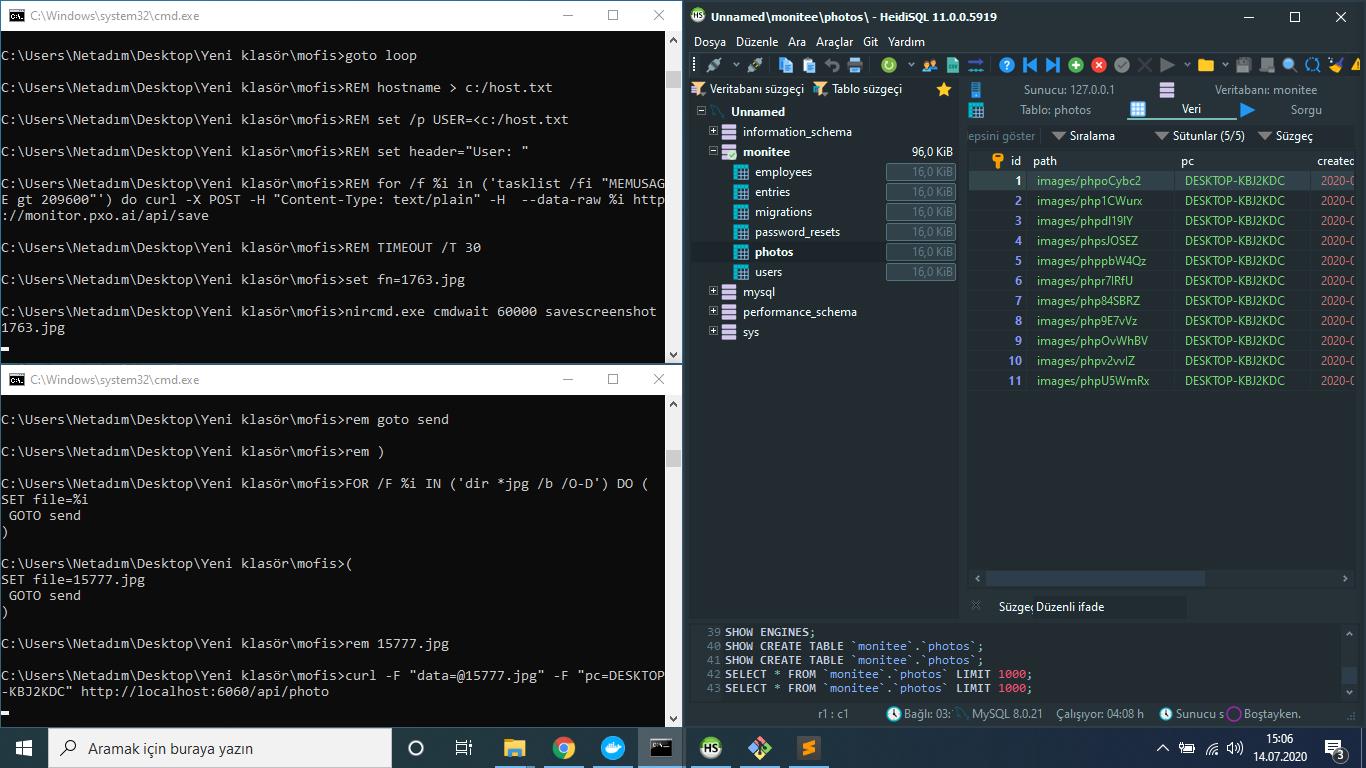 C:\Windows\system32\cmd.exe
C:\Users\Netadım\Desktop\Yeni klasör\mofis>goto loop
C:\Users\Netadım\Desktop\Yeni klasör\mofis>REM hostname > c:/host.txt
C:\Users\Netadım\Desktop\Yeni klasör\mofis>REM set /p USER=<c:/host.txt
C:\Users\Netadım\Desktop\Yeni klasör\mofis>REM set header="User: "
C:\Users\Netadım\Desktop\Yeni klasör\mofis>REM for /f %i in ('tasklist /fi "MEMUSAG
E gt 209600"') do curl -X POST -H "Content-Type: text/plain" -H  --data-raw %i http
://monitor.pxo.ai/api/save
C:\Users\Netadım\Desktop\Yeni klasör\mofis>REM TIMEOUT /T 30
C:\Users\Netadım\Desktop\Yeni klasör\mofis>set fn=1763.jpg
C:\Users\Netadım\Desktop\Yeni klasör\mofis>nircmd.exe cmdwait 60000 savescreenshot
1763.jpg
C:\Windows\system32\cmd.exe
C:\Users\Netadım\Desktop\Yeni klasör\mofis>rem goto send
C:\Users\Netadım\Desktop\Yeni klasör\mofis>rem )
C:\Users\Netadım\Desktop\Yeni klasör\mofis>FOR /F %i IN ('dir *jpg /b /O-D') DO (
SET file=%i
GOTO send
)
C:\Users\Netadım\Desktop\Yeni klasör\mofis>(
SET file=15777.jpg
GOTO send
)
C:\Users\Netadım\Desktop\Yeni klasör\mofis>rem 15777.jpg
C:\Users\Netadım\Desktop\Yeni klasör\mofis>curl -F "data=@15777.jpg" -F "pc=DESKTOP
-KBJ2KDC" http://localhost:6060/api/photo
HS Unnamed\monitee\photos\ - HeidiSQL 11.0.0.5919
Dosya Düzenle Ara Araçlar Git Yardım
Veritabanı süzgeçi Tablo süzgeçi
Unnamed
information_schema
monitee 96,0 KiB
employees 16,0 KiB
entries 16,0 KiB
migrations 16,0 KiB
password_resets 16,0 KiB
photos 16,0 KiB
users 16,0 KiB
mysql
performance_schema
sys
Sunucu: 127.0.0.1 Veritabanı: monitee
Tablo: photos Veri Sorgu
epsini göster Sıralama Sütunlar (5/5) Süzgeç
id path pc created
1 images/phpoCybc2 DESKTOP-KBJ2KDC 2020-0
2 images/php1CWurx DESKTOP-KBJ2KDC 2020-0
3 images/phpdI19IY DESKTOP-KBJ2KDC 2020-0
4 images/phpsJOSEZ DESKTOP-KBJ2KDC 2020-0
5 images/phppbW4Qz DESKTOP-KBJ2KDC 2020-0
6 images/phpr7IRfU DESKTOP-KBJ2KDC 2020-0
7 images/php84SBRZ DESKTOP-KBJ2KDC 2020-0
8 images/php9E7vVz DESKTOP-KBJ2KDC 2020-0
9 images/phpOvWhBV DESKTOP-KBJ2KDC 2020-0
10 images/phpv2vvIZ DESKTOP-KBJ2KDC 2020-0
11 images/phpU5WmRx DESKTOP-KBJ2KDC 2020-0
Süzgeç Düzenli ifade
39 SHOW ENGINES;
40 SHOW CREATE TABLE `monitee`.`photos`;
41 SHOW CREATE TABLE `monitee`.`photos`;
42 SELECT * FROM `monitee`.`photos` LIMIT 1000;
43 SELECT * FROM `monitee`.`photos` LIMIT 1000;
r1 : c1 Bağlı: 03: MySQL 8.0.21 Çalışıyor: 04:08 h Sunucu s Boştayken.
Aramak için buraya yazın
HS
15:06
14.07.2020
3